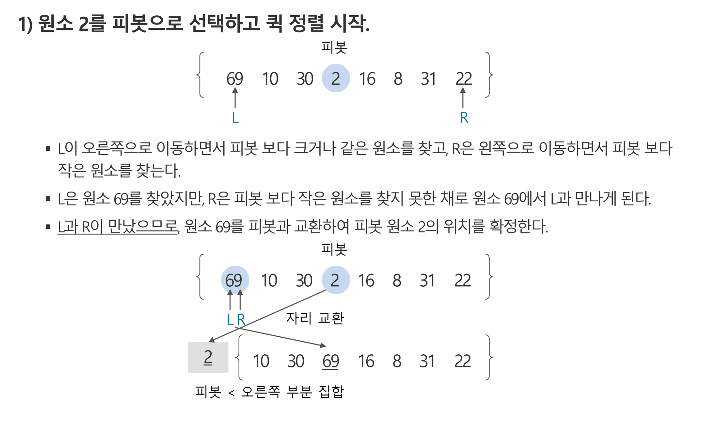 1) 원소 2를 피봇으로 선택하고 퀵 정렬 시작.
피봇
{ 69 10 30 2 16 8 31 22 }
L R
▪ L이 오른쪽으로 이동하면서 피봇 보다 크거나 같은 원소를 찾고, R은 왼쪽으로 이동하면서 피봇 보다
작은 원소를 찾는다.
▪ L은 원소 69를 찾았지만, R은 피봇 보다 작은 원소를 찾지 못한 채로 원소 69에서 L과 만나게 된다.
▪ L과 R이 만났으므로, 원소 69를 피봇과 교환하여 피봇 원소 2의 위치를 확정한다.
피봇
{ 69 10 30 2 16 8 31 22 }
L R 자리 교환
2 { 10 30 69 16 8 31 22 }
피봇 < 오른쪽 부분 집합